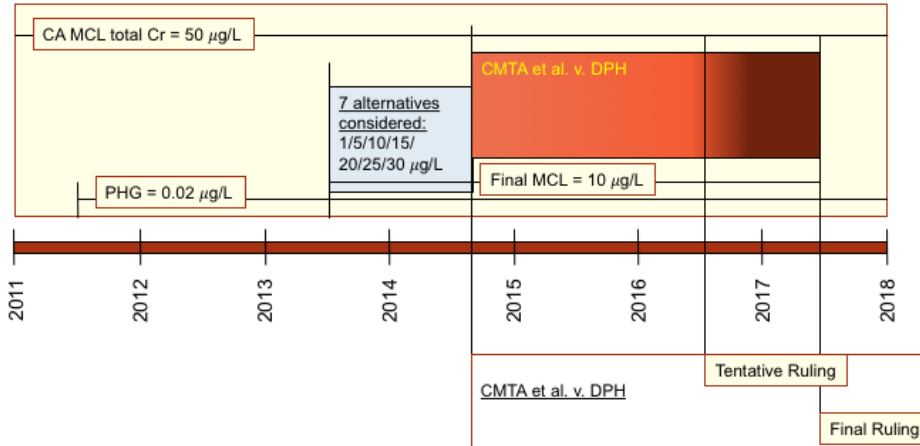 CA MCL total Cr = 50 μg/L
CMTA et al. v. DPH
7 alternatives
considered:
1/5/10/15/
20/25/30 μg/L
Final MCL = 10 μg/L
PHG = 0.02 μg/L
2011
2012
2013
2014
2015
2016
2017
2018
Tentative Ruling
CMTA et al. v. DPH
Final Ruling